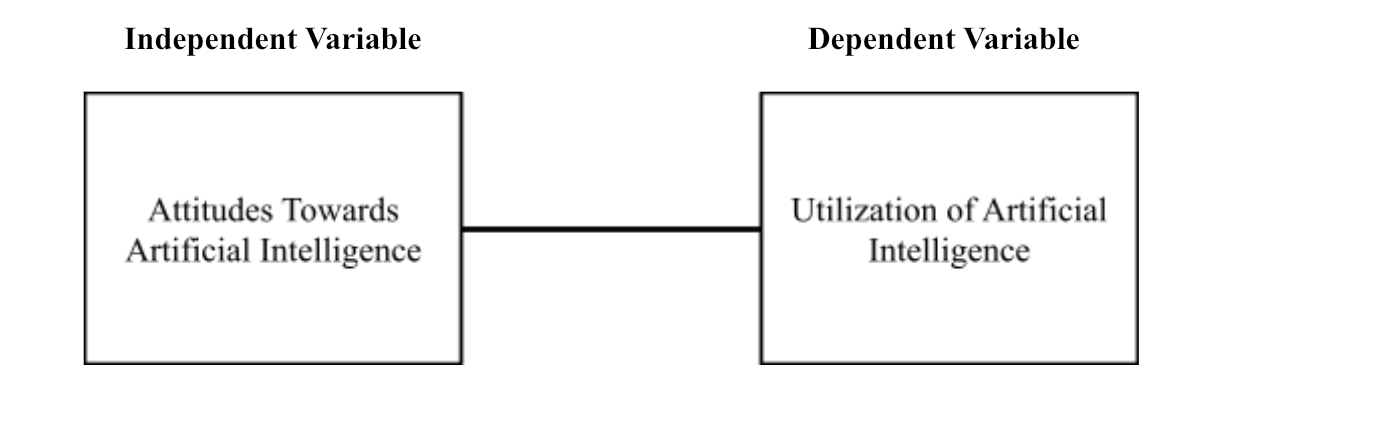 Independent Variable
Dependent Variable
Attitudes Towards
Artificial Intelligence
Utilization of Artificial
Intelligence